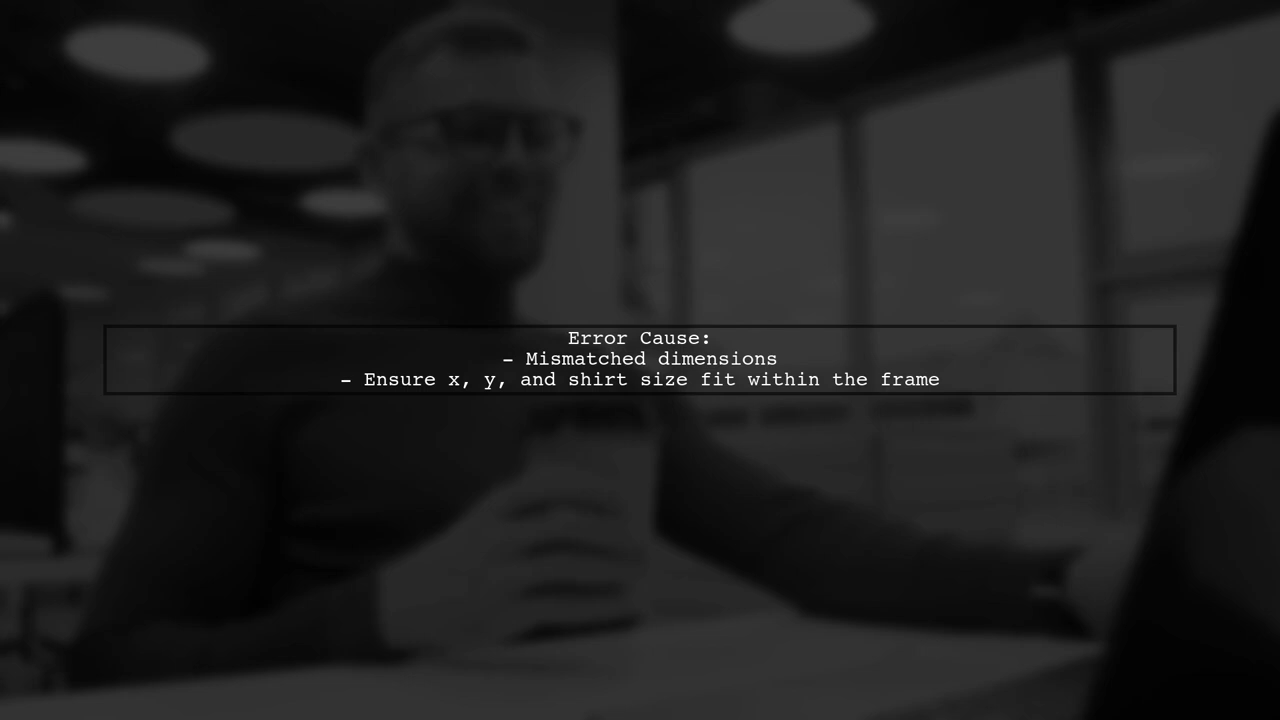 Error Cause:
- Mismatched dimensions
- Ensure x, y, and shirt size fit within the frame